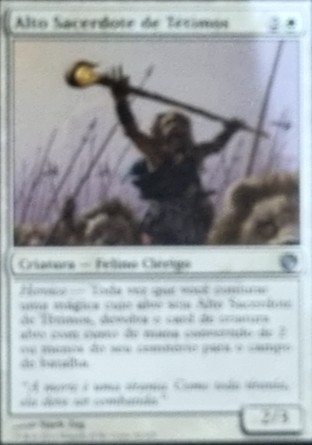 Alto Sacerdote de Tétimos 2
Criatura — Felino Clérigo
Heroico — Toda vez que você conjurar
uma mágica cujo alvo seja Alto Sacerdote
de Tétimos, devolva o card de criatura
alvo com custo de mana convertido de 2
ou menos do seu cemitério para o campo
de batalha.
"A morte é uma tirania. Como toda tirania,
ela deve ser combatida."
2/3